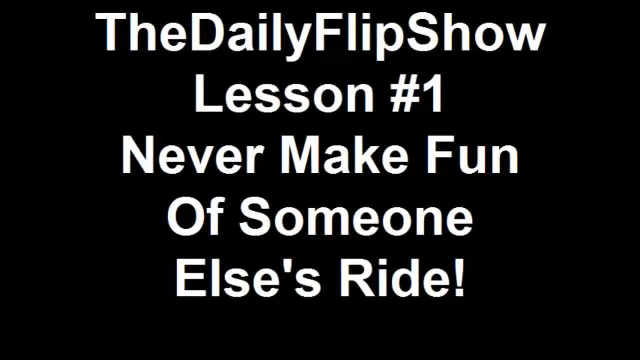 TheDailyFlipShow
Lesson #1
Never Make Fun
Of Someone
Else's Ride!